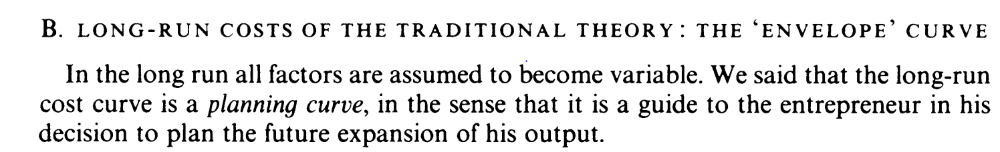 B. LONG-RUN COSTS OF THE TRADITIONAL THEORY: THE ‘ENVELOPE’ CURVE
In the long run all factors are assumed to become variable. We said that the long-run
cost curve is a planning curve, in the sense that it is a guide to the entrepreneur in his
decision to plan the future expansion of his output.